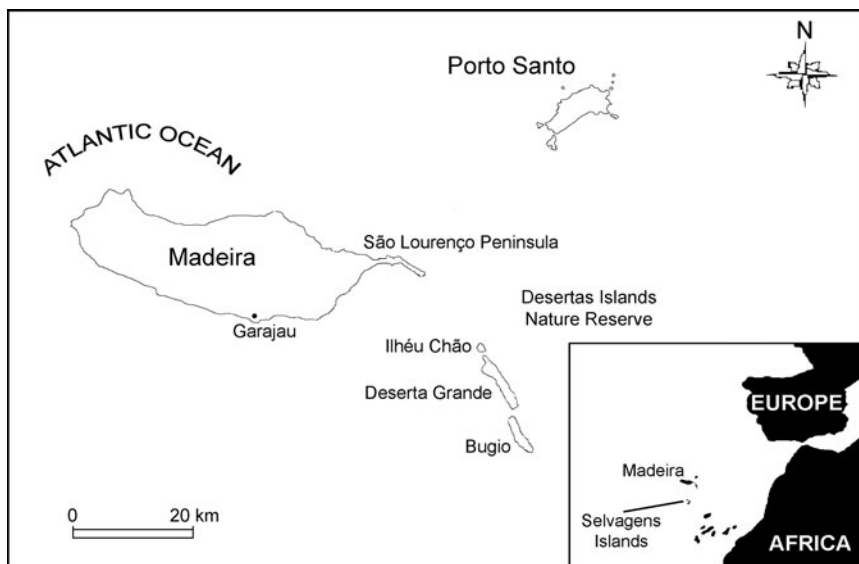 N
Porto Santo
ATLANTIC OCEAN
São Lourenço Peninsula
Madeira
Desertas Islands
Nature Reserve
Garajau
Ilhéu Chão
Deserta Grande
Bugio
0 20 km
EUROPE
Madeira
Selvagens
Islands
AFRICA